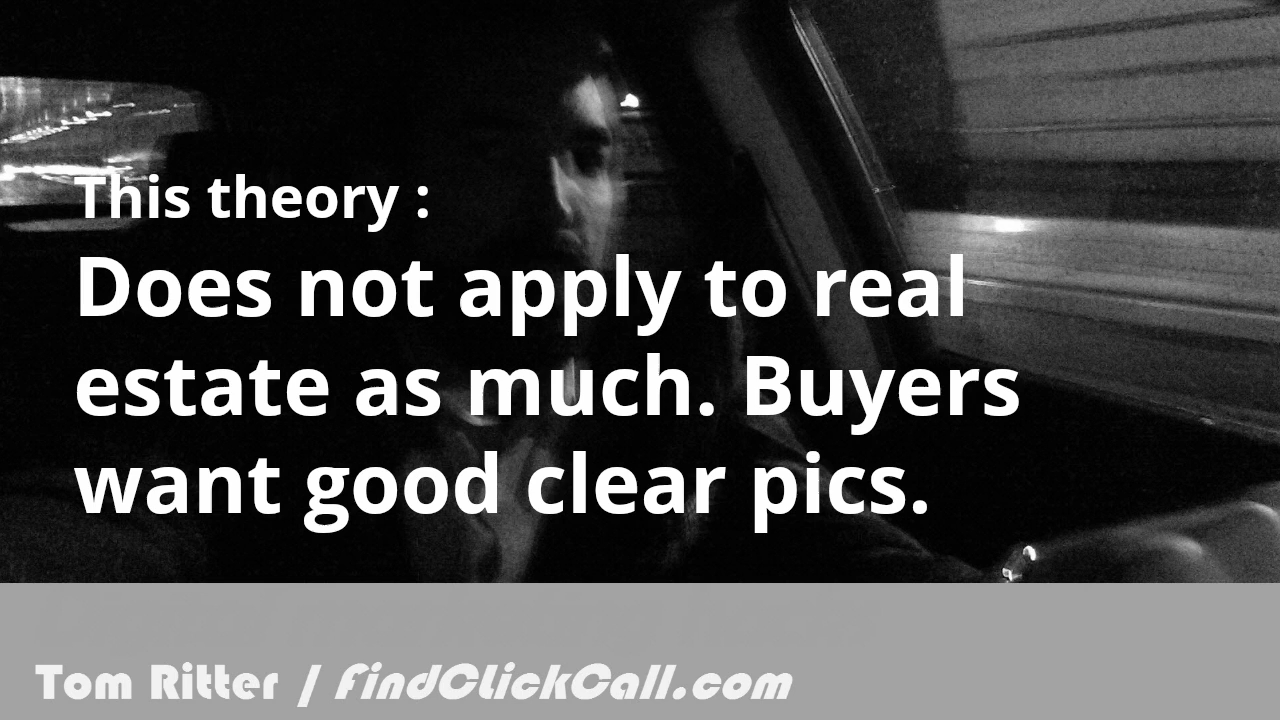 This theory :
Does not apply to real
estate as much. Buyers
want good clear pics.
Tom Ritter / FindClickCall.com